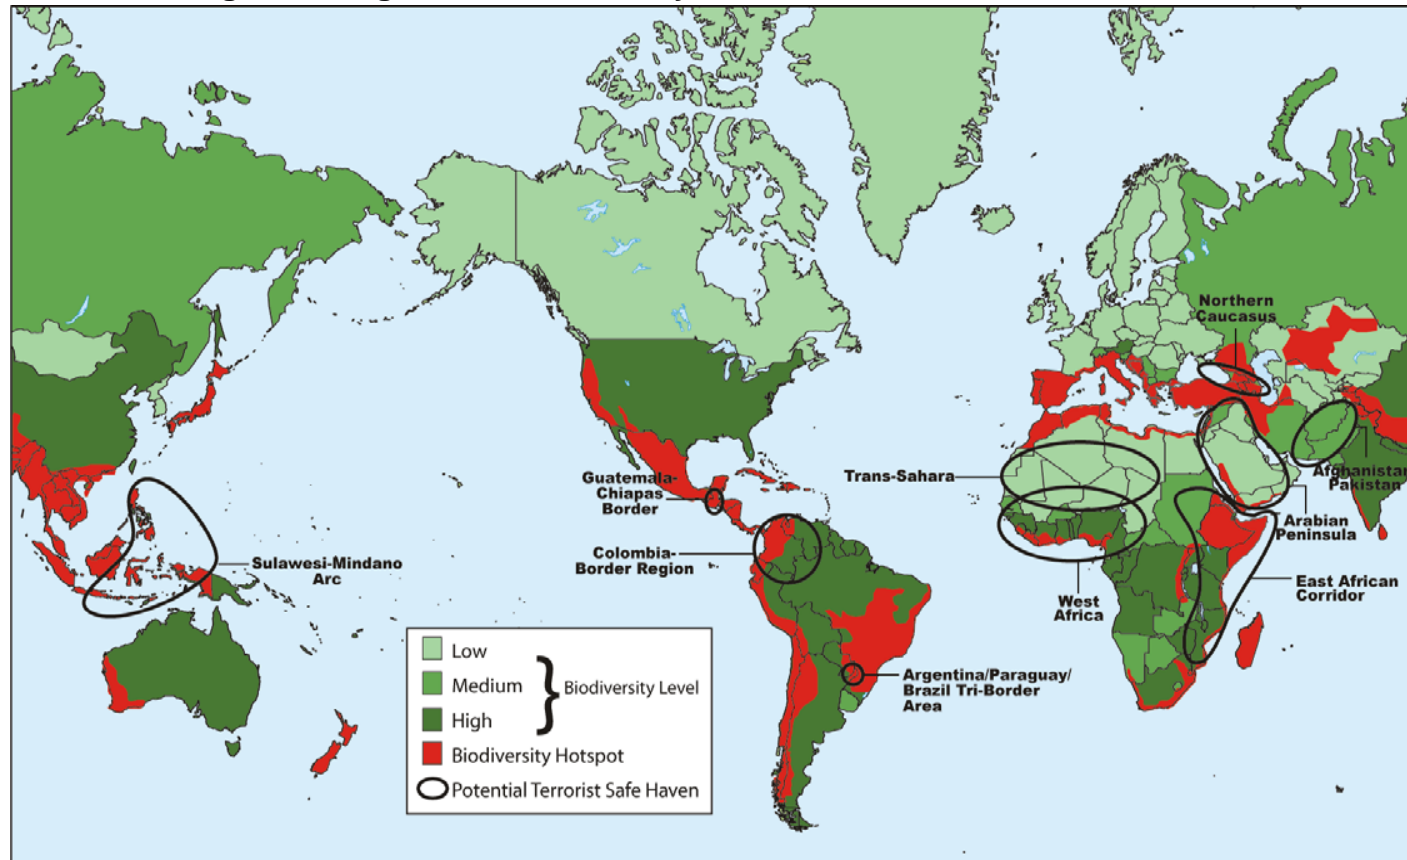 Northern
Caucasus
Guatemala-
Chiapas
Border
Trans-Sahara
Afghanistan
Pakistan
Arabian
Peninsula
Sulawesi-Mindano
Arc
Colombia-
Border Region
East African
Corridor
West
Africa
Argentina/Paraguay/
Brazil Tri-Border
Area
Low
Medium
High
Biodiversity Level
Biodiversity Hotspot
Potential Terrorist Safe Haven